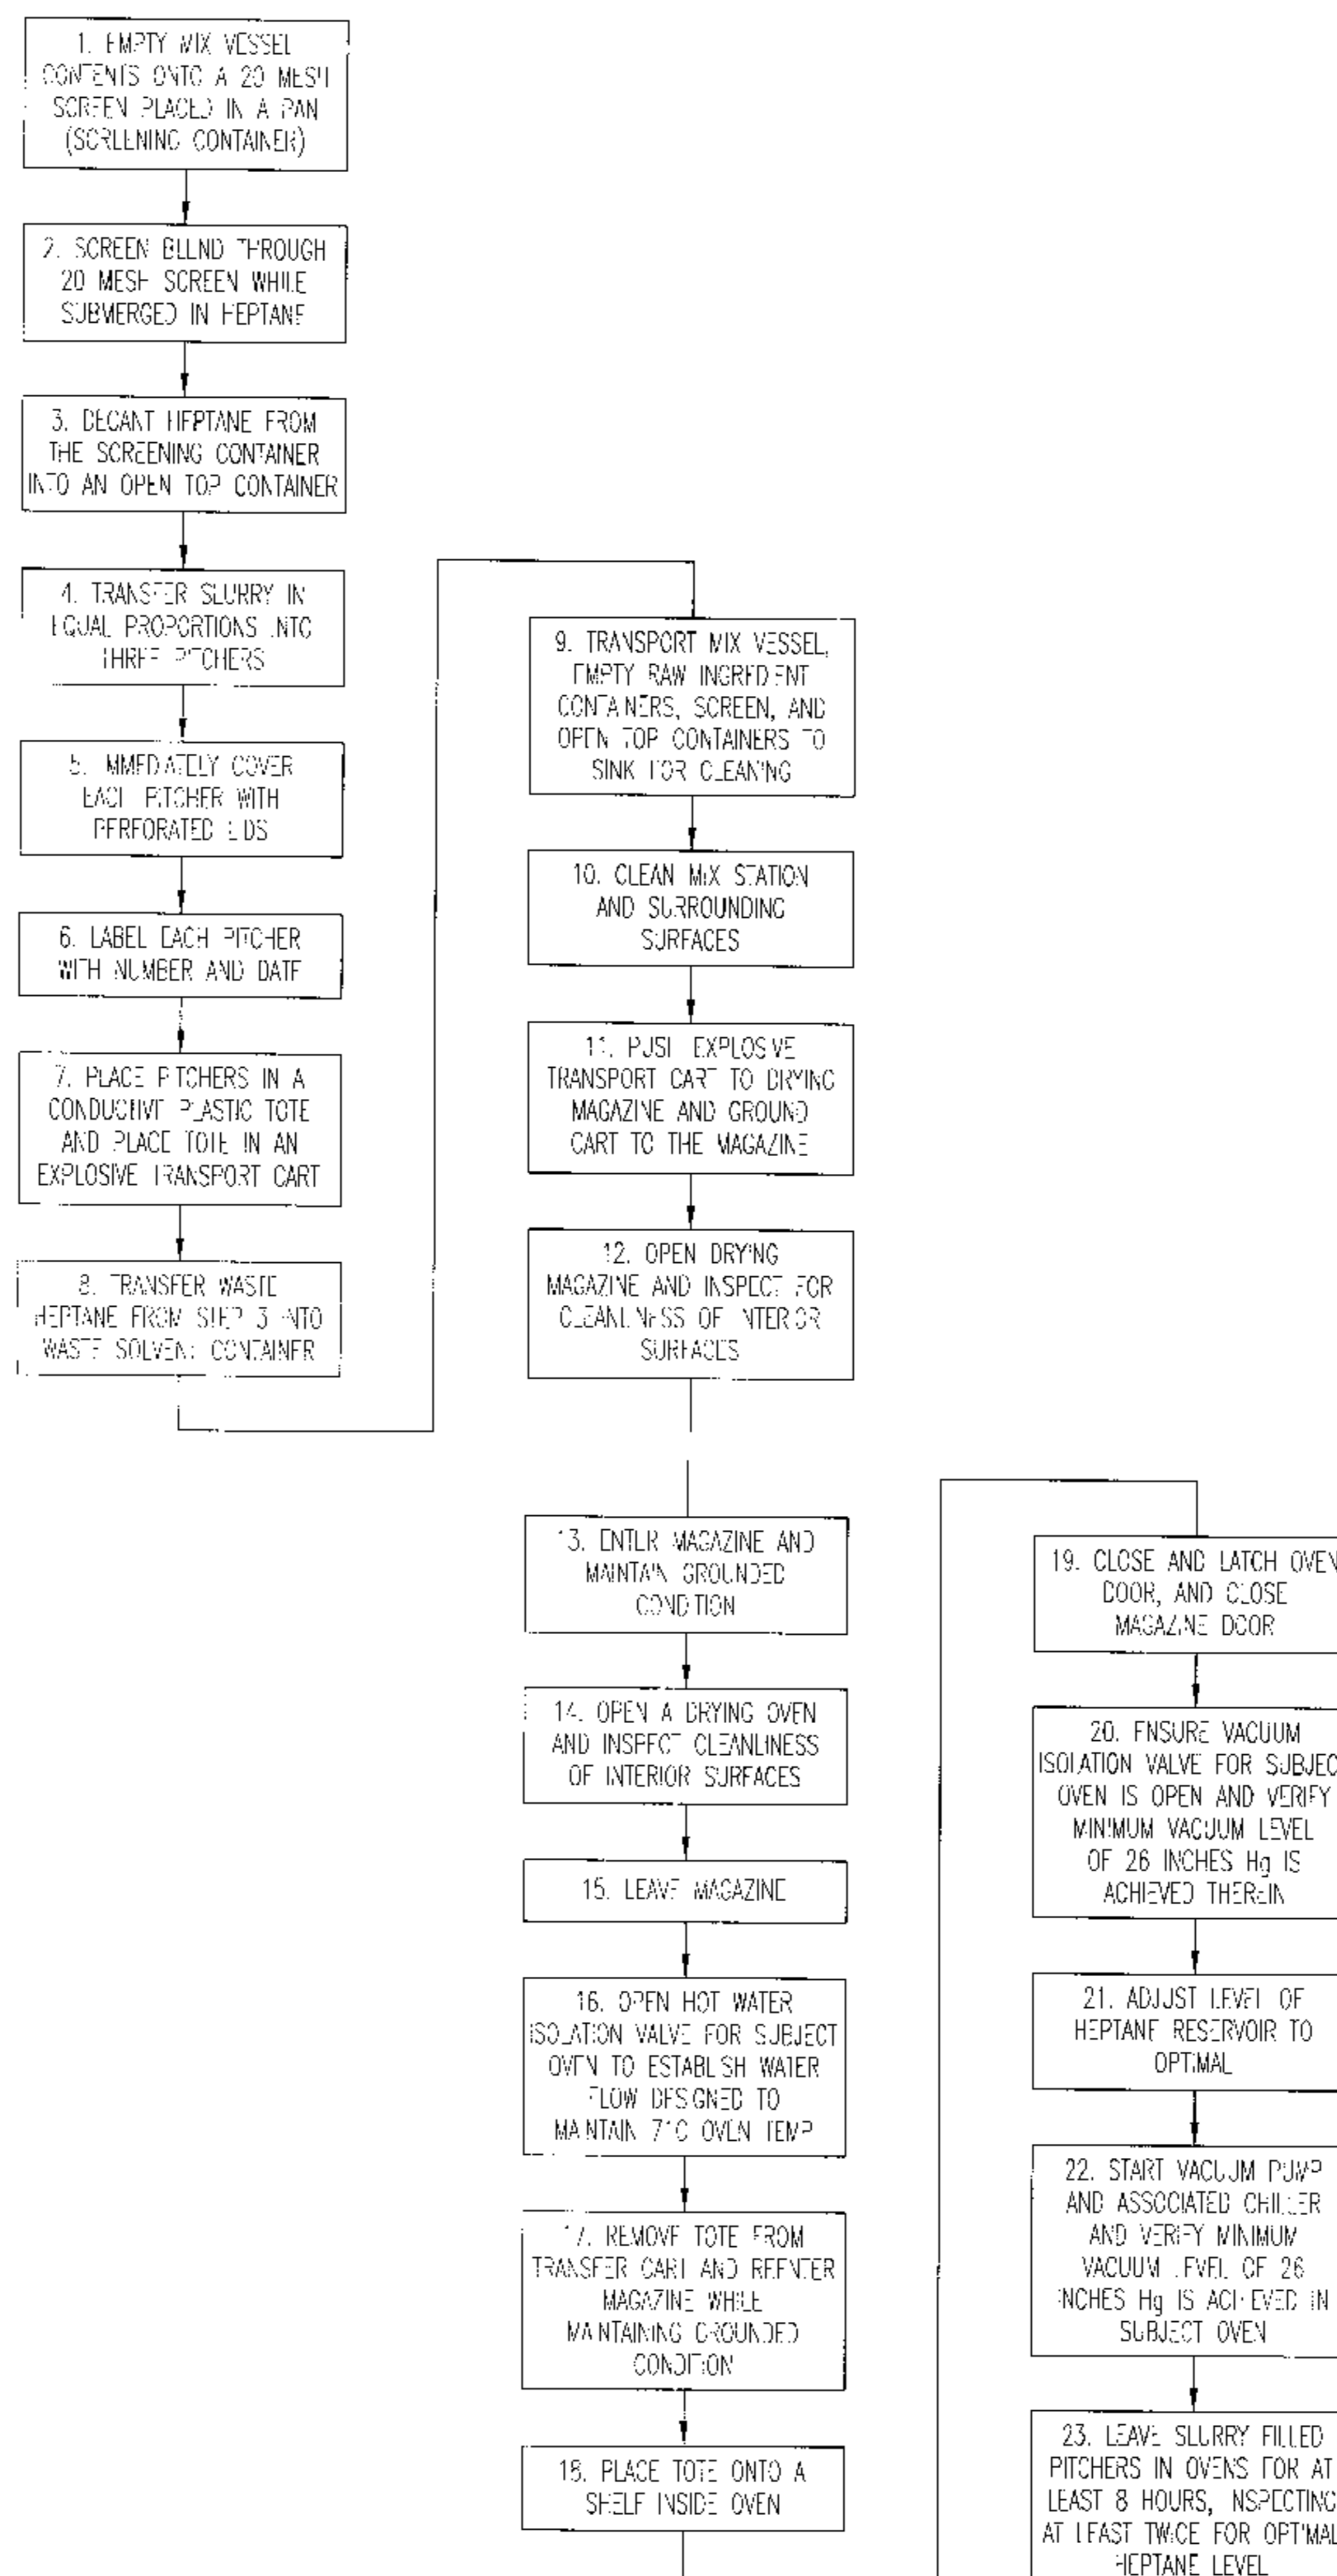 1. EMPTY MIX VESSEL
CONTENTS ONTO A 20 MESH
SCREEN PLACED IN A PAN
(SCREENING CONTAINER)
2. SCREEN BLEND THROUGH
20 MESH SCREEN WHILE
SUBMERGED IN HEPTANE
3. DECANT HEPTANE FROM
THE SCREENING CONTAINER
INTO AN OPEN TOP CONTAINER
4. TRANSFER SLURRY IN
EQUAL PROPORTIONS INTO
THREE PITCHERS
5. IMMEDIATELY COVER
EACH PITCHER WITH
PERFORATED LIDS
6. LABEL EACH PITCHER
WITH NUMBER AND DATE
7. PLACE PITCHERS IN A
CONDUCTIVE PLASTIC TOTE
AND PLACE TOTE IN AN
EXPLOSIVE TRANSPORT CART
8. TRANSFER WASTE
HEPTANE FROM STEP 3 INTO
WASTE SOLVENT CONTAINER
9. TRANSPORT MIX VESSEL,
EMPTY RAW INGREDIENT
CONTAINERS, SCREEN, AND
OPEN TOP CONTAINERS TO
SINK FOR CLEANING
10. CLEAN MIX STATION
AND SURROUNDING
SURFACES
11. PUSH EXPLOSIVE
TRANSPORT CART TO DRYING
MAGAZINE AND GROUND
CART TO THE MAGAZINE
12. OPEN DRYING
MAGAZINE AND INSPECT FOR
CLEANLINESS OF INTERIOR
SURFACES
13. ENTER MAGAZINE AND
MAINTAIN GROUNDED
CONDITION
14. OPEN A DRYING OVEN
AND INSPECT CLEANLINESS
OF INTERIOR SURFACES
15. LEAVE MAGAZINE
16. OPEN HOT WATER
ISOLATION VALVE FOR SUBJECT
OVEN TO ESTABLISH WATER
FLOW DESIGNED TO
MAINTAIN 71C OVEN TEMP
17. REMOVE TOTE FROM
TRANSFER CART AND REENTER
MAGAZINE WHILE
MAINTAINING GROUNDED
CONDITION
18. PLACE TOTE ONTO A
SHELF INSIDE OVEN
19. CLOSE AND LATCH OVEN
DOOR, AND CLOSE
MAGAZINE DOOR
20. ENSURE VACUUM
ISOLATION VALVE FOR SUBJEC
OVEN IS OPEN AND VERIFY
MINIMUM VACUUM LEVEL
OF 26 INCHES Hg IS
ACHIEVED THEREIN
21. ADJUST LEVEL OF
HEPTANE RESERVOIR TO
OPTIMAL
22. START VACUUM PUMP
AND ASSOCIATED CHILLER
AND VERIFY MINIMUM
VACUUM LEVEL OF 26
INCHES Hg IS ACHIEVED IN
SUBJECT OVEN
23. LEAVE SLURRY FILLED
PITCHERS IN OVENS FOR AT
LEAST 8 HOURS, INSPECTING
AT LEAST TWICE FOR OPTIMAL
HEPTANE LEVEL